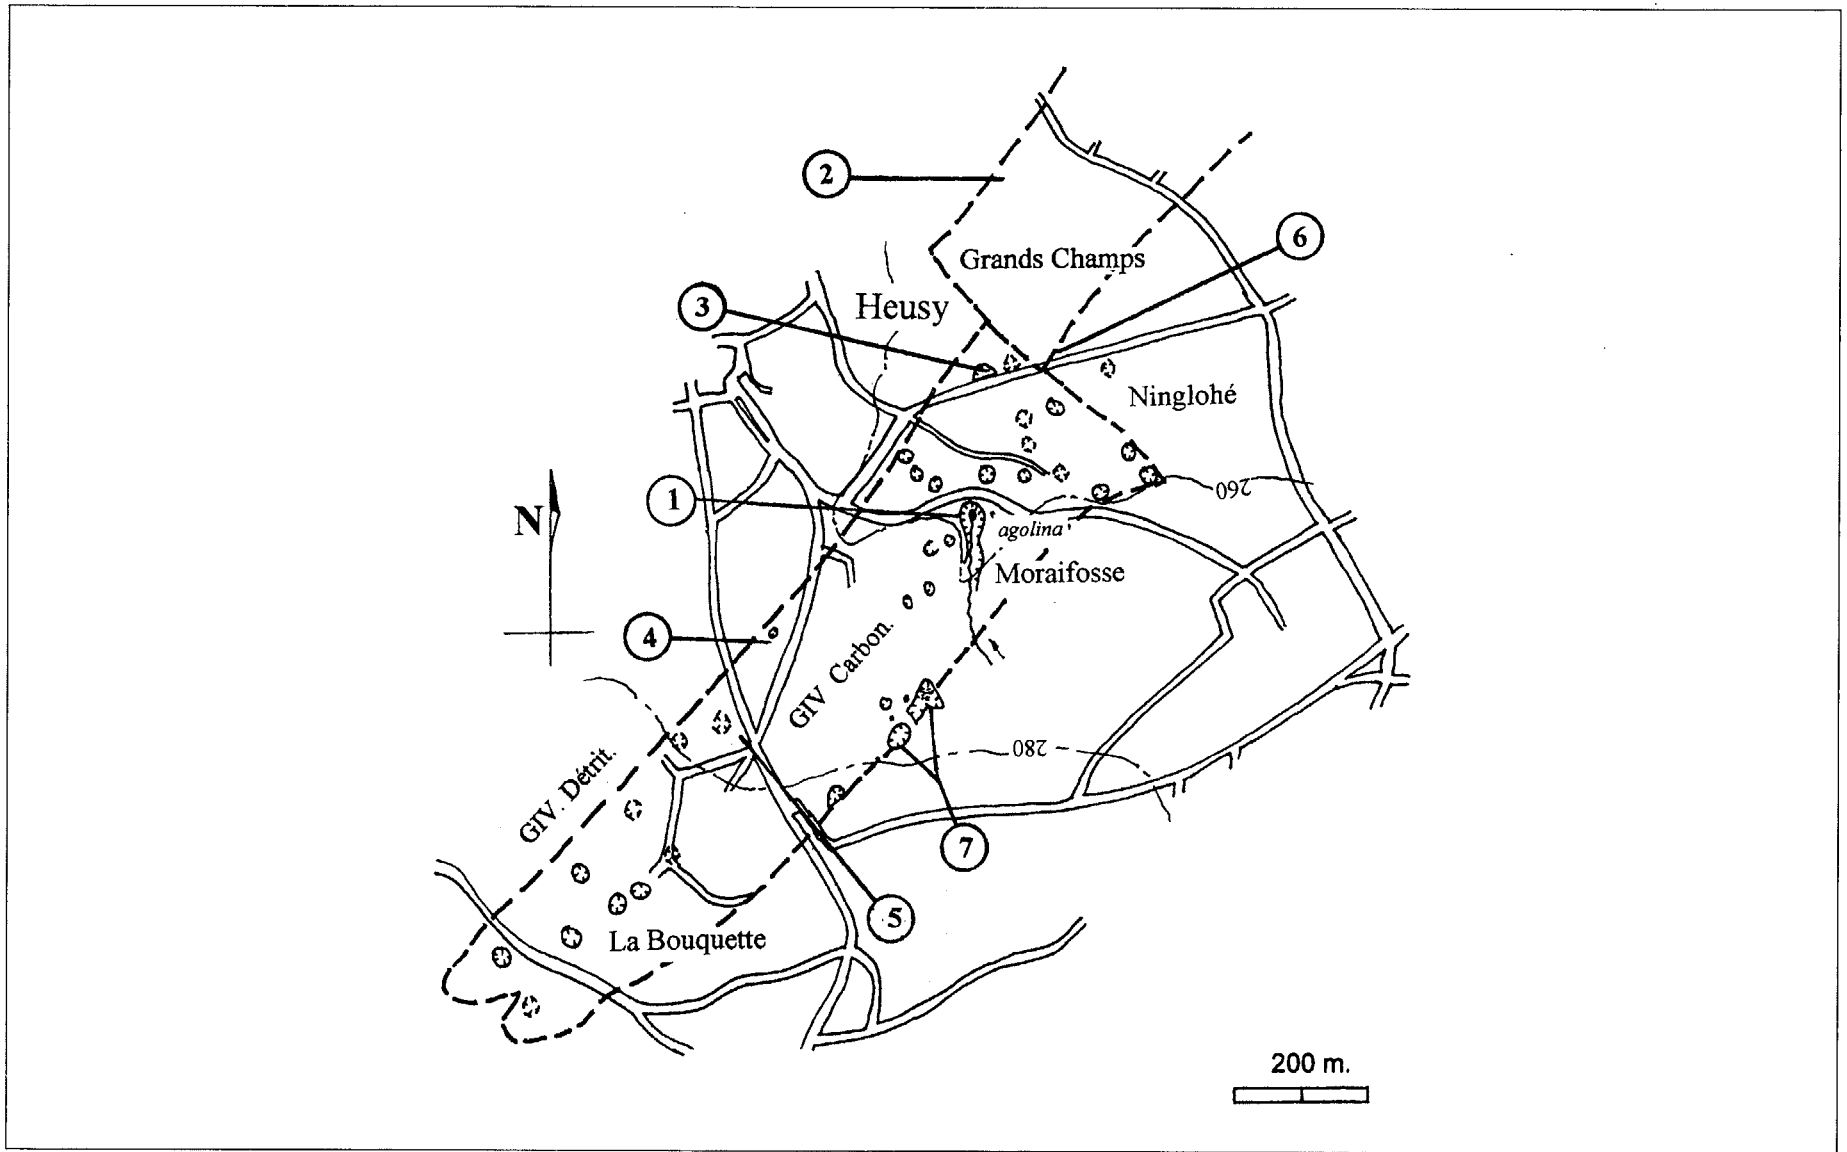 2
6
Grands Champs
3
Heusy
Ninglohé
260
1
N
agolina
Moraifosse
4
GIV Carbon.
280
GIV. Détrit.
7
5
La Bouquette
200 m.